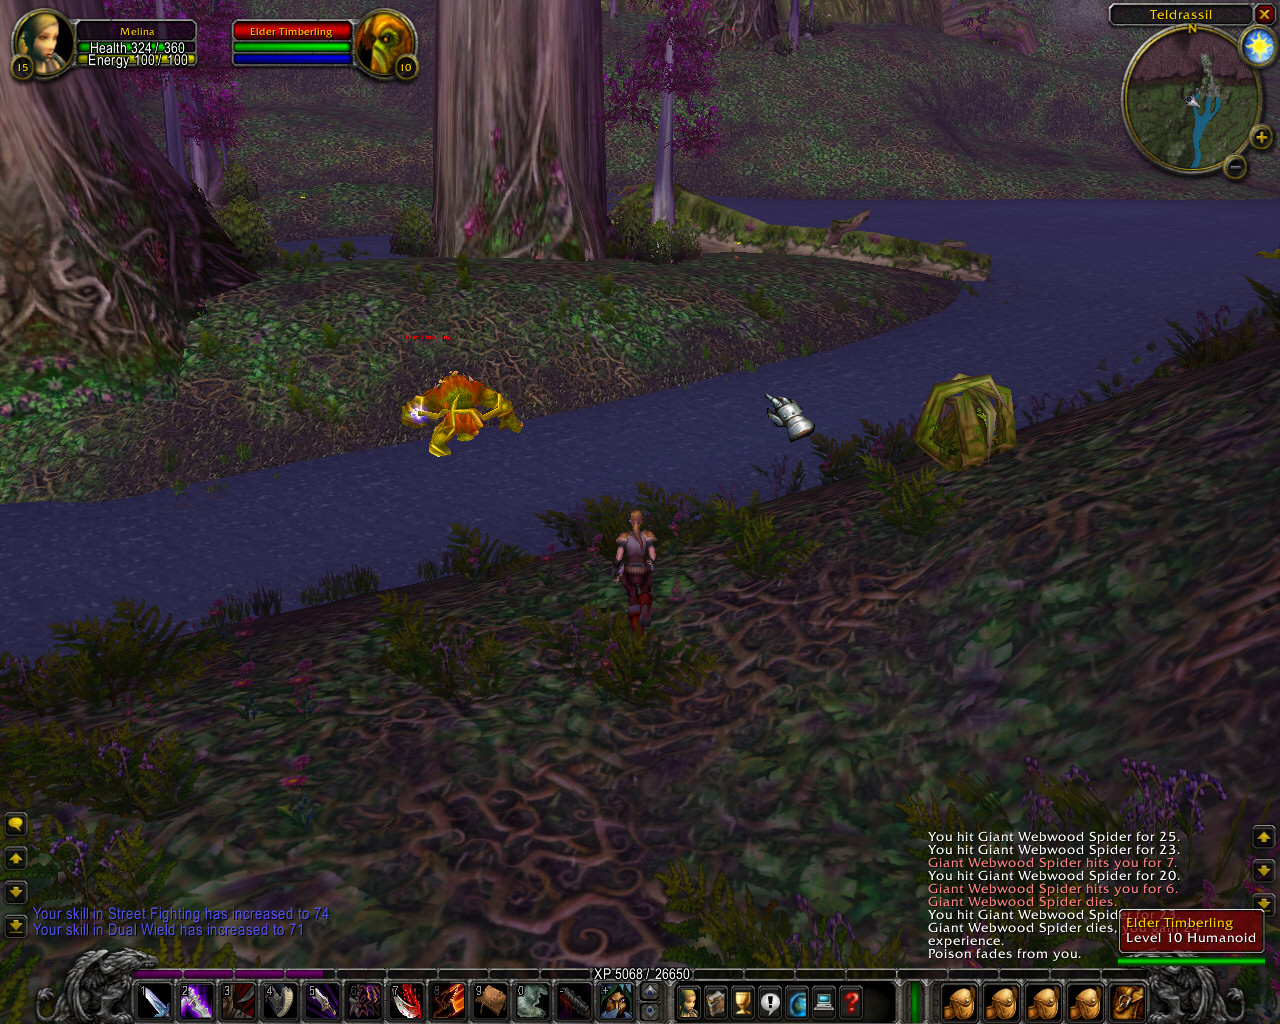 Melina
Health 324 / 360
Energy 100 / 100
15
Elder Timberling
10
Teldrassil
N
Your skill in Street Fighting has increased to 74
Your skill in Dual Wield has increased to 71
You hit Giant Webwood Spider for 25.
You hit Giant Webwood Spider for 23.
Giant Webwood Spider hits you for 7.
You hit Giant Webwood Spider for 20.
Giant Webwood Spider hits you for 6.
Giant Webwood Spider dies.
You hit Giant Webwood Spider for 23.
Giant Webwood Spider dies, you
experience.
Poison fades from you.
Elder Timberling
Level 10 Humanoid
XP 5068 / 26650
1 2 3 4 5 6 7 8 9 0 - +